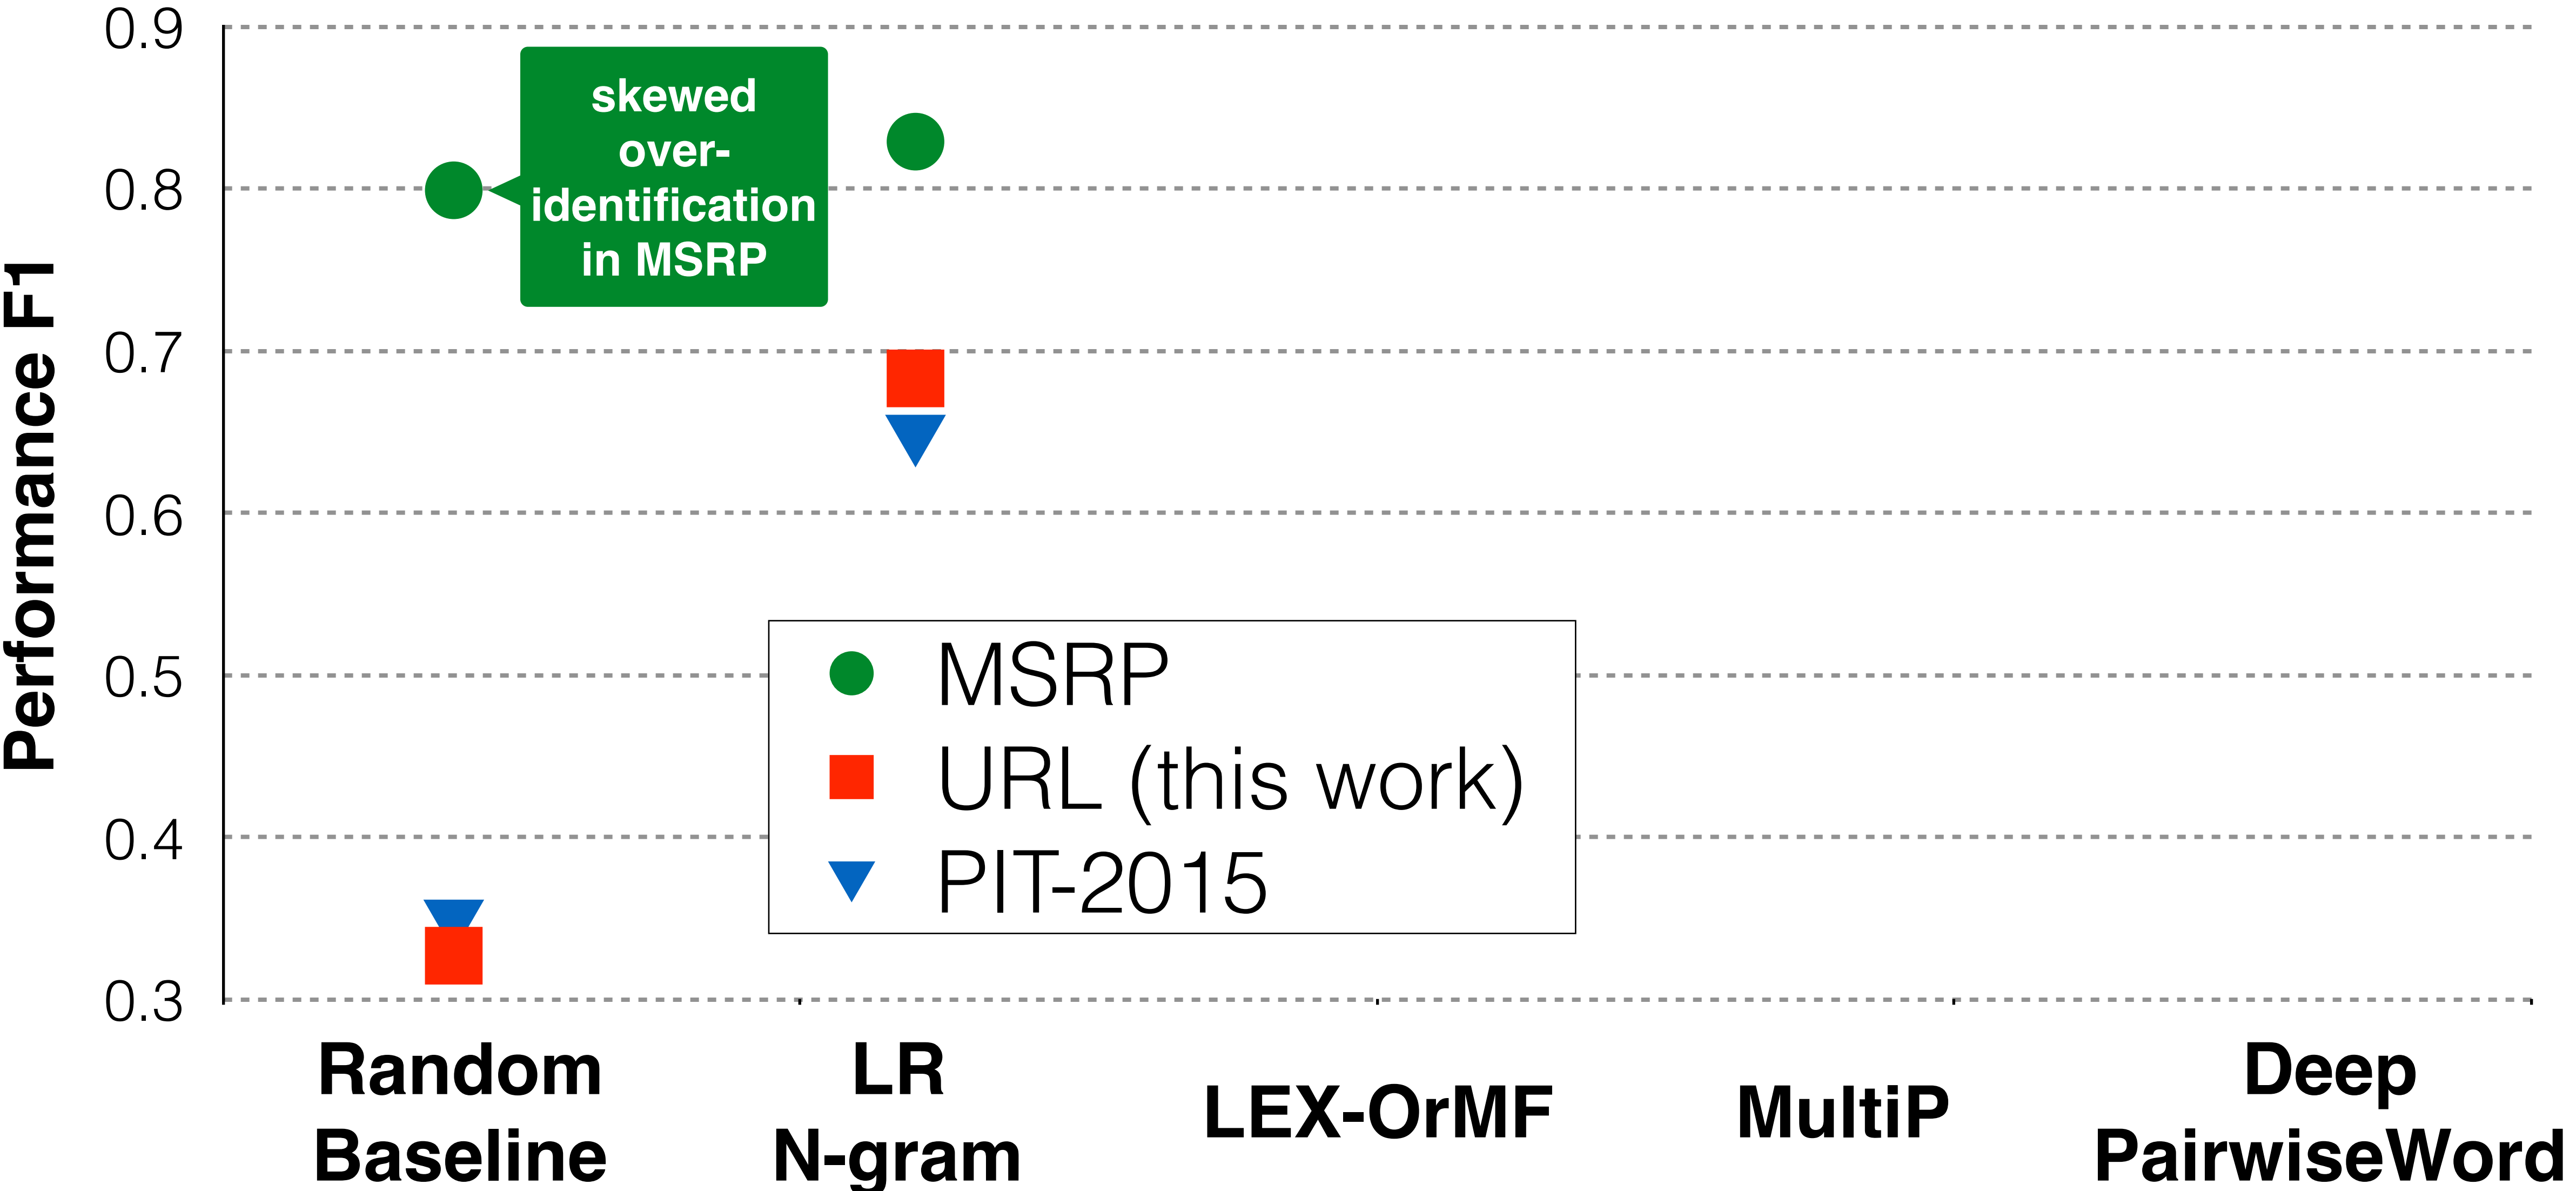 Performance F1
0.9
0.8
0.7
0.6
0.5
0.4
0.3
skewed
over-
identification
in MSRP
MSRP
URL (this work)
PIT-2015
Random
Baseline
LR
N-gram
LEX-OrMF
MultiP
Deep
PairwiseWord